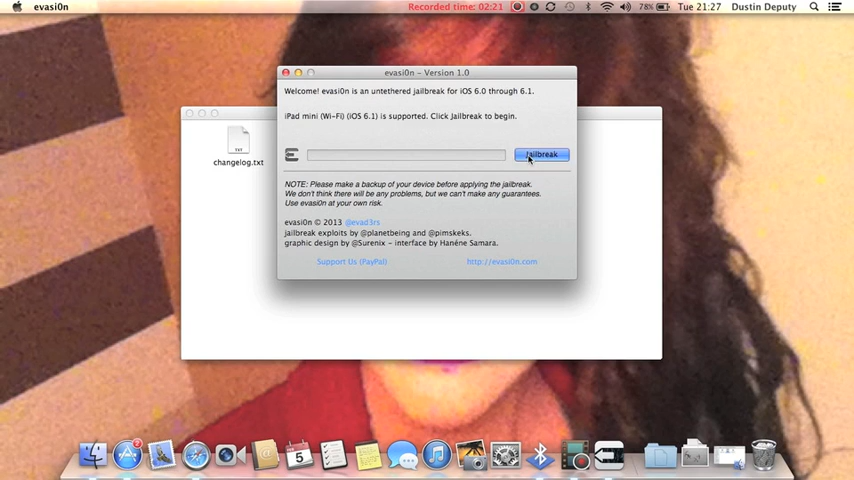 evasi0n
Recorded time: 02:21
78%
Tue 21:27
Dustin Deputy
evasi0n - Version 1.0
Welcome! evasi0n is an untethered jailbreak for iOS 6.0 through 6.1.
iPad mini (Wi-Fi) (iOS 6.1) is supported. Click Jailbreak to begin.
Jailbreak
TXT
changelog.txt
NOTE: Please make a backup of your device before applying the jailbreak.
We don't think there will be any problems, but we can't make any guarantees.
Use evasi0n at your own risk.
evasi0n © 2013 @evad3rs
jailbreak exploits by @planetbeing and @pimskeks.
graphic design by @Surenix - interface by Hanéne Samara.
Support Us (PayPal)
http://evasi0n.com
2
5